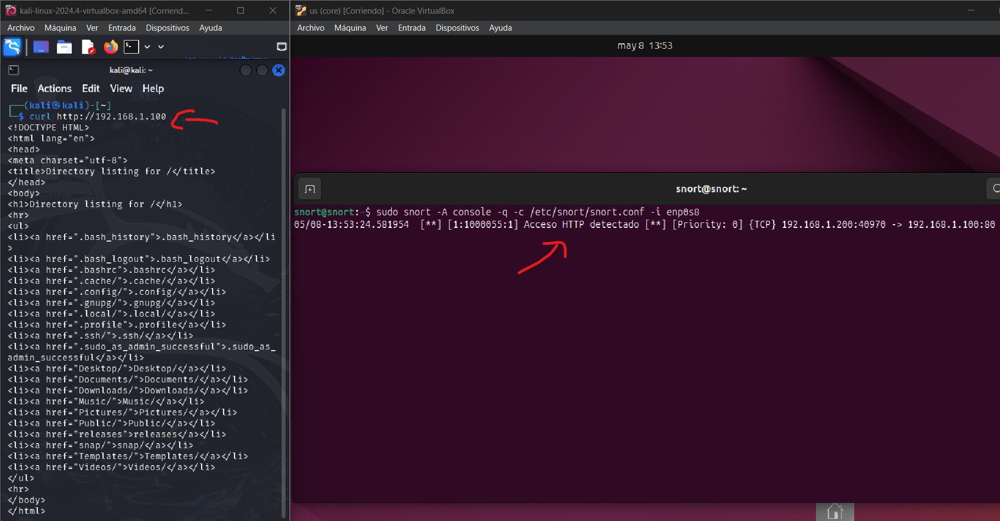 kali-linux-2024.4-virtualbox-amd64 [Corriend...
Archivo Máquina Ver Entrada Dispositivos Ayuda
kali@kali: ~
File Actions Edit View Help
┌──(kali㉿kali)-[~]
└─$ curl http://192.168.1.100
<!DOCTYPE HTML>
<html lang="en">
<head>
<meta charset="utf-8">
<title>Directory listing for /</title>
</head>
<body>
<h1>Directory listing for /</h1>
<hr>
<ul>
<li><a href=".bash_history">.bash_history</a></li
>
<li><a href=".bash_logout">.bash_logout</a></li>
<li><a href=".bashrc">.bashrc</a></li>
<li><a href=".cache/">.cache/</a></li>
<li><a href=".config/">.config/</a></li>
<li><a href=".gnupg/">.gnupg/</a></li>
<li><a href=".local/">.local/</a></li>
<li><a href=".profile">.profile</a></li>
<li><a href=".ssh/">.ssh/</a></li>
<li><a href=".sudo_as_admin_successful">.sudo_as_
admin_successful</a></li>
<li><a href="Desktop/">Desktop/</a></li>
<li><a href="Documents/">Documents/</a></li>
<li><a href="Downloads/">Downloads/</a></li>
<li><a href="Music/">Music/</a></li>
<li><a href="Pictures/">Pictures/</a></li>
<li><a href="Public/">Public/</a></li>
<li><a href="releases">releases</a></li>
<li><a href="snap/">snap/</a></li>
<li><a href="Templates/">Templates/</a></li>
<li><a href="Videos/">Videos/</a></li>
</ul>
<hr>
</body>
</html>
us (core) [Corriendo] - Oracle VirtualBox
Archivo Máquina Ver Entrada Dispositivos Ayuda
may 8 13:53
snort@snort: ~
snort@snort:~$ sudo snort -A console -q -c /etc/snort/snort.conf -i enp0s8
05/08-13:53:24.581954 [**] [1:1000055:1] Acceso HTTP detectado [**] [Priority: 0] {TCP} 192.168.1.200:40970 -> 192.168.1.100:80